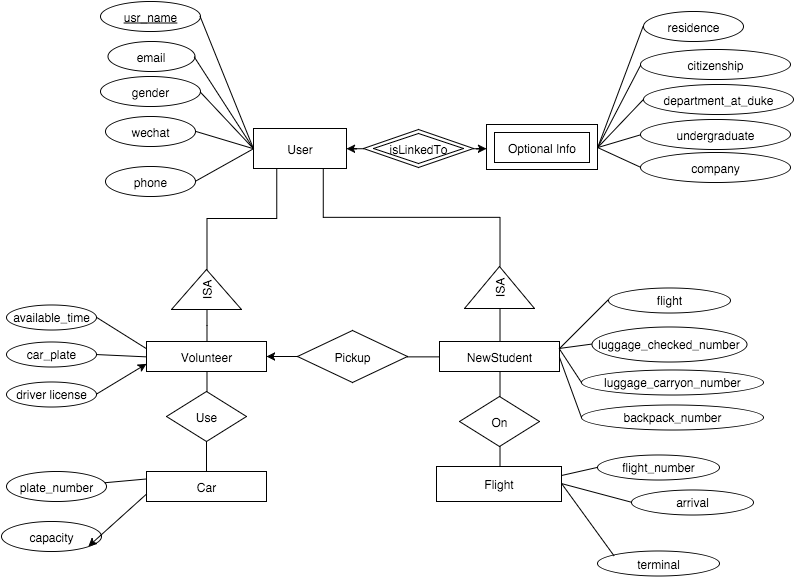 usr_name
email
gender
wechat
phone
User
isLinkedTo
Optional Info
residence
citizenship
department_at_duke
undergraduate
company
ISA
ISA
available_time
car_plate
driver license
Volunteer
Pickup
NewStudent
flight
luggage_checked_number
luggage_carryon_number
backpack_number
Use
On
plate_number
capacity
Car
Flight
flight_number
arrival
terminal